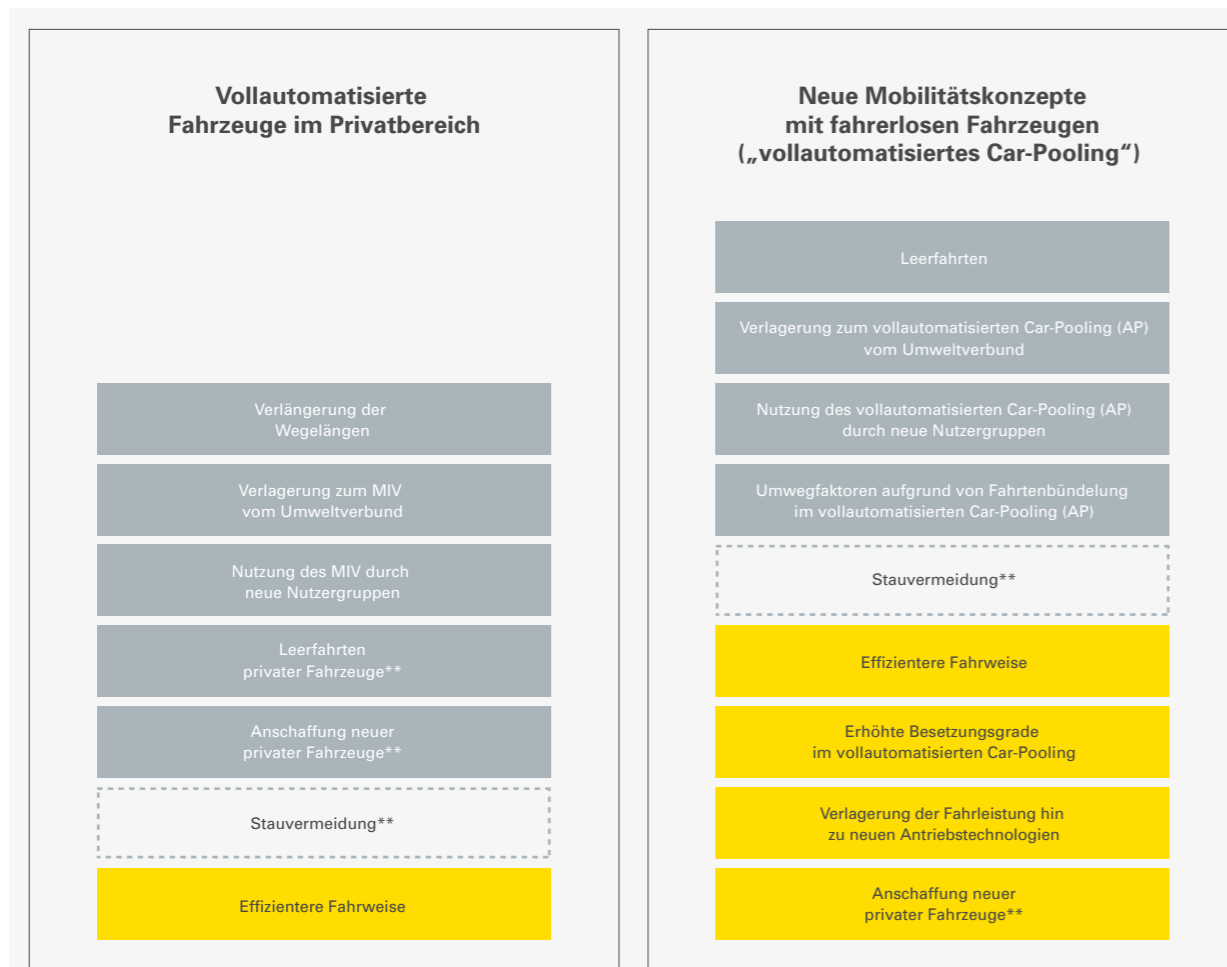 Vollautomatisierte
Fahrzeuge im Privatbereich
Verlängerung der
Wegelängen
Verlagerung zum MIV
vom Umweltverbund
Nutzung des MIV durch
neue Nutzergruppen
Leerfahrten
privater Fahrzeuge**
Anschaffung neuer
privater Fahrzeuge**
Stauvermeidung**
Effizientere Fahrweise
Neue Mobilitätskonzepte
mit fahrerlosen Fahrzeugen
(„vollautomatisiertes Car-Pooling“)
Leerfahrten
Verlagerung zum vollautomatisierten Car-Pooling (AP)
vom Umweltverbund
Nutzung des vollautomatisierten Car-Pooling (AP)
durch neue Nutzergruppen
Umwegfaktoren aufgrund von Fahrtenbündelung
im vollautomatisierten Car-Pooling (AP)
Stauvermeidung**
Effizientere Fahrweise
Erhöhte Besetzungsgrade
im vollautomatisierten Car-Pooling
Verlagerung der Fahrleistung hin
zu neuen Antriebstechnologien
Anschaffung neuer
privater Fahrzeuge**